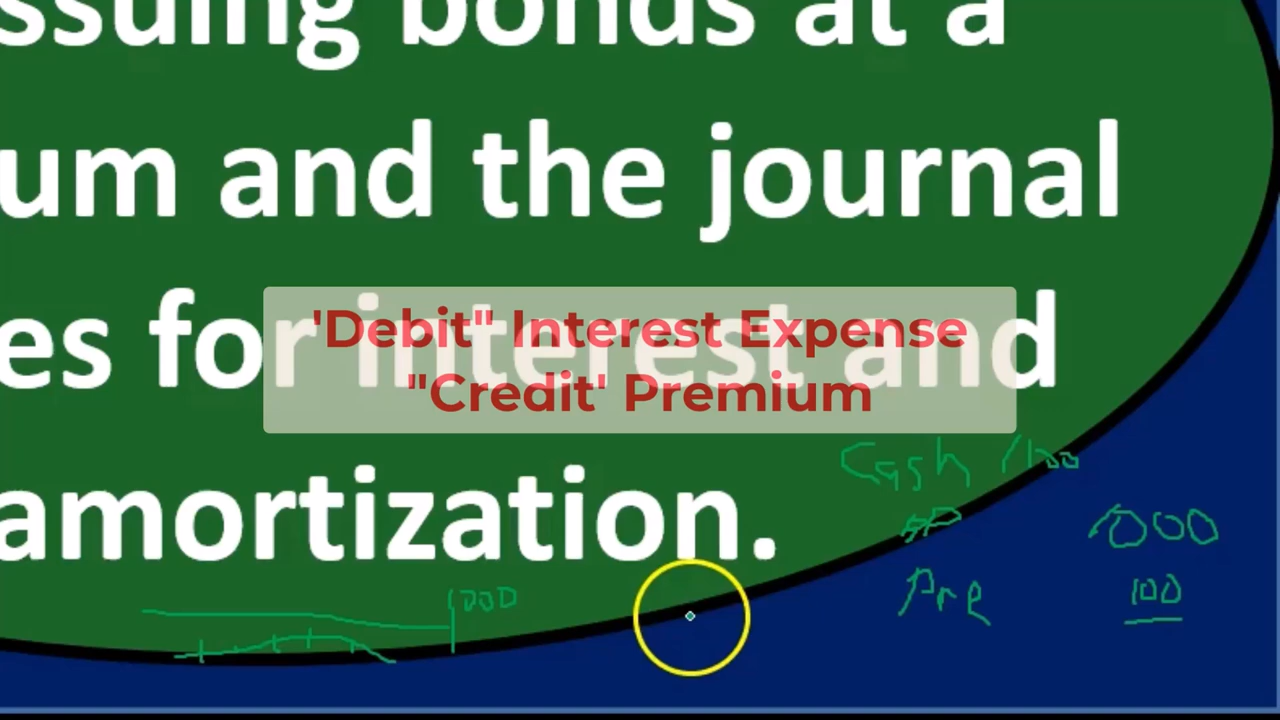 ssuing bonds at a
um and the journal
es for interest and
'Debit" Interest Expense
"Credit' Premium
amortization.
Cash
1000
1000
Pre 100